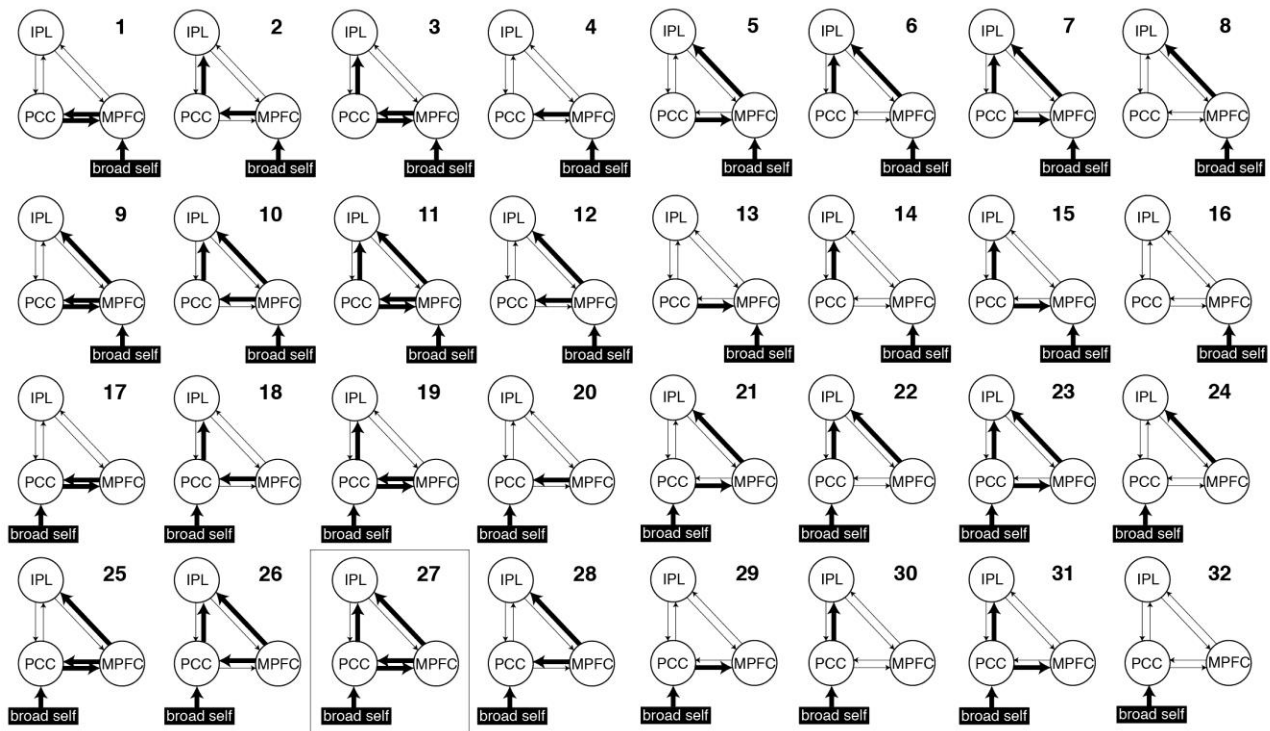 IPL 1 IPL 2 IPL 3 IPL 4 IPL 5 IPL 6 IPL 7 IPL 8
PCC MPFC PCC MPFC PCC MPFC PCC MPFC PCC MPFC PCC MPFC PCC MPFC PCC MPFC
broad self broad self broad self broad self broad self broad self broad self broad self
IPL 9 IPL 10 IPL 11 IPL 12 IPL 13 IPL 14 IPL 15 IPL 16
PCC MPFC PCC MPFC PCC MPFC PCC MPFC PCC MPFC PCC MPFC PCC MPFC PCC MPFC
broad self broad self broad self broad self broad self broad self broad self broad self
IPL 17 IPL 18 IPL 19 IPL 20 IPL 21 IPL 22 IPL 23 IPL 24
PCC MPFC PCC MPFC PCC MPFC PCC MPFC PCC MPFC PCC MPFC PCC MPFC PCC MPFC
broad self broad self broad self broad self broad self broad self broad self broad self
IPL 25 IPL 26 IPL 27 IPL 28 IPL 29 IPL 30 IPL 31 IPL 32
PCC MPFC PCC MPFC PCC MPFC PCC MPFC PCC MPFC PCC MPFC PCC MPFC PCC MPFC
broad self broad self broad self broad self broad self broad self broad self broad self